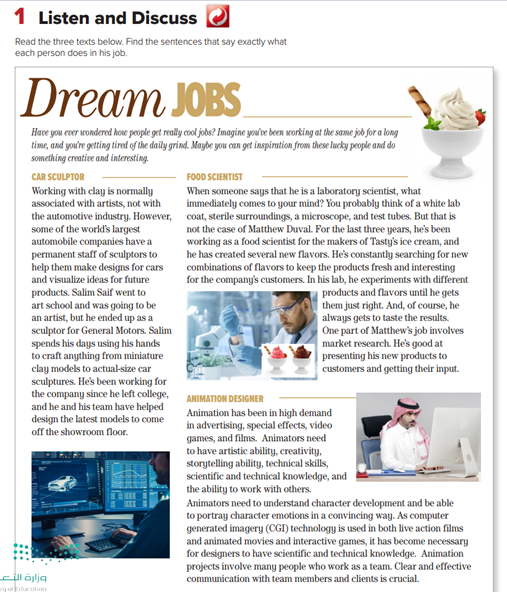 1 Listen and Discuss
Read the three texts below. Find the sentences that say exactly what
each person does in his job.
Dream JOBS
Have you ever wondered how people get really cool jobs? Imagine you've been working at the same job for a long
time, and you're getting tired of the daily grind. Maybe you can get inspiration from these lucky people and do
something creative and interesting.
CAR SCULPTOR
Working with clay is normally
associated with artists, not with
the automotive industry. However,
some of the world's largest
automobile companies have a
permanent staff of sculptors to
help them make designs for cars
and visualize ideas for future
products. Salim Saif went to
art school and was going to be
an artist, but he ended up as a
sculptor for General Motors. Salim
spends his days using his hands
to craft anything from miniature
clay models to actual-size car
sculptures. He's been working for
the company since he left college,
and he and his team have helped
design the latest models to come
off the showroom floor.
FOOD SCIENTIST
When someone says that he is a laboratory scientist, what
immediately comes to your mind? You probably think of a white lab
coat, sterile surroundings, a microscope, and test tubes. But that is
not the case of Matthew Duval. For the last three years, he's been
working as a food scientist for the makers of Tasty's ice cream, and
he has created several new flavors. He's constantly searching for new
combinations of flavors to keep the products fresh and interesting
for the company's customers. In his lab, he experiments with different
products and flavors until he gets
them just right. And, of course, he
always gets to taste the results.
One part of Matthew's job involves
market research. He's good at
presenting his new products to
customers and getting their input.
ANIMATION DESIGNER
Animation has been in high demand
in advertising, special effects, video
games, and films. Animators need
to have artistic ability, creativity,
storytelling ability, technical skills,
scientific and technical knowledge, and
the ability to work with others.
Animators need to understand character development and be able
to portray character emotions in a convincing way. As computer
generated imagery (CGI) technology is used in both live action films
and animated movies and interactive games, it has become necessary
for designers to have scientific and technical knowledge. Animation
projects involve many people who work as a team. Clear and effective
communication with team members and clients is crucial.